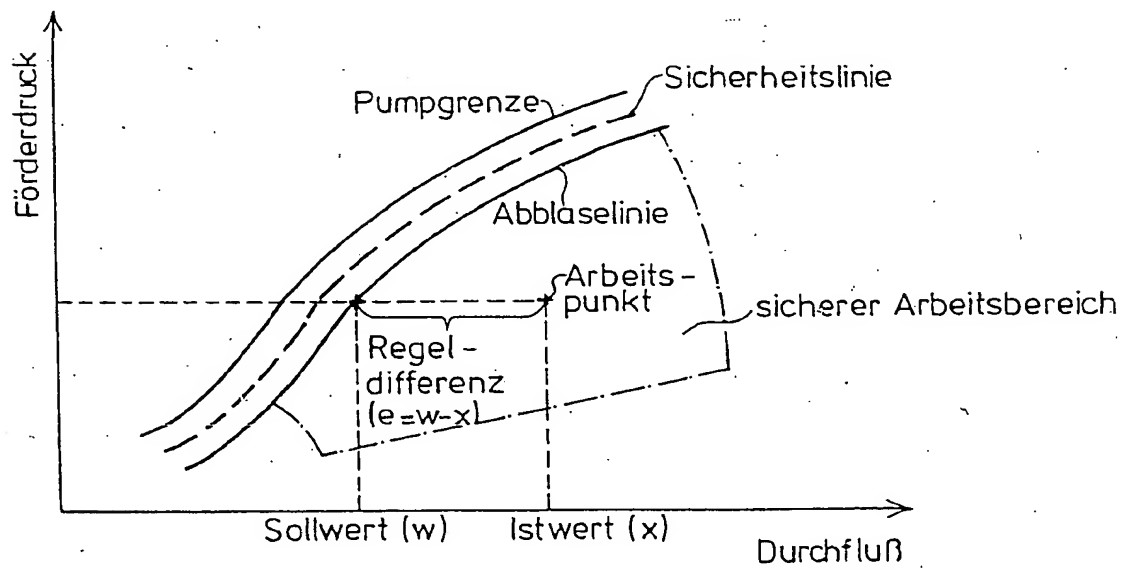 Förderdruck
Pumpgrenze
Sicherheitslinie
Abblaselinie
Arbeits-
punkt
sicherer Arbeitsbereich
Regel-
differenz
(e=w-x)
Sollwert (w)
Istwert (x)
Durchfluß